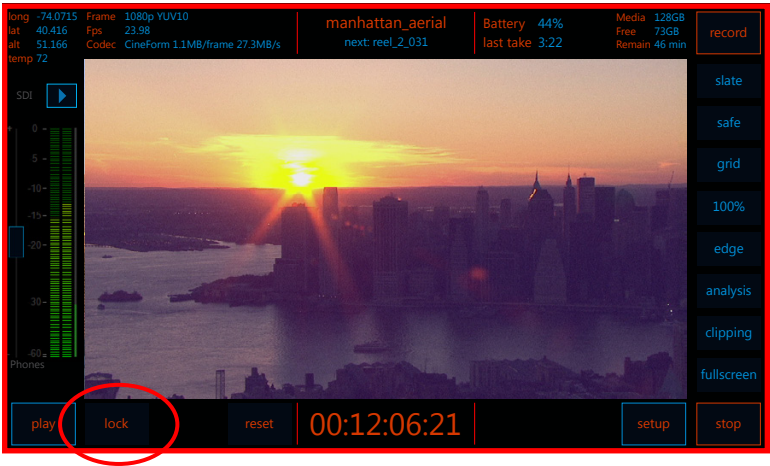 long -74.0715
lat 40.416
alt 51.166
temp 72
Frame 1080p YUV10
Fps 23.98
Codec CineForm 1.1MB/frame 27.3MB/s
manhattan_aerial
next: reel_2_031
Battery 44%
last take 3:22
Media 128GB
Free 73GB
Remain 46 min
record
SDI
0
5
-10
-15
-20
30
-60
Phones
slate
safe
grid
100%
edge
analysis
clipping
fullscreen
play
lock
reset
00:12:06:21
setup
stop